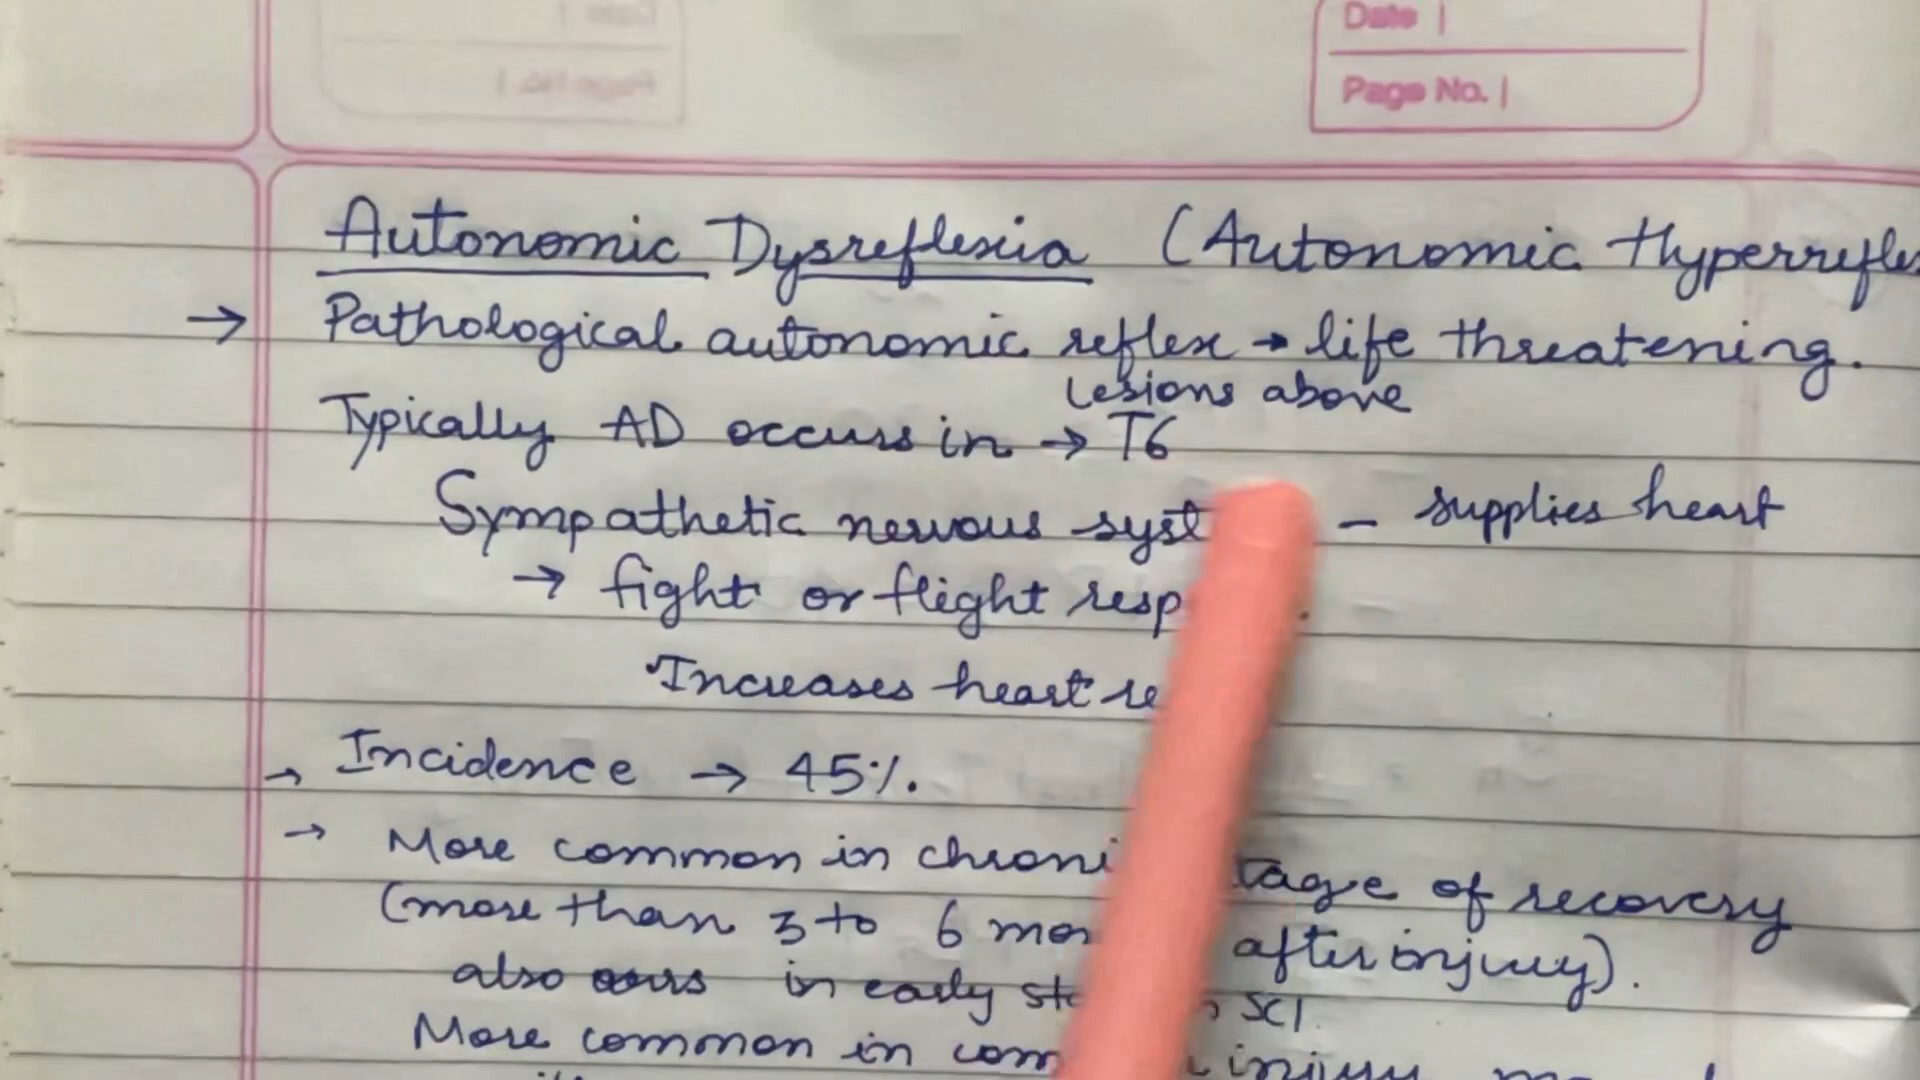 Date
Page No.
Autonomic Dysreflexia (Autonomic Hyperrefle
→ Pathological autonomic reflex → life threatening.
lesions above
Typically AD occurs in → T6
Sympathetic nervous syst – supplies heart
→ fight or flight resp .
Increases heart
→ Incidence → 45%.
→ More common in chroni tage of recovery
(more than 3 to 6 mon after injury).
also in early st SCI.
More common in com injury